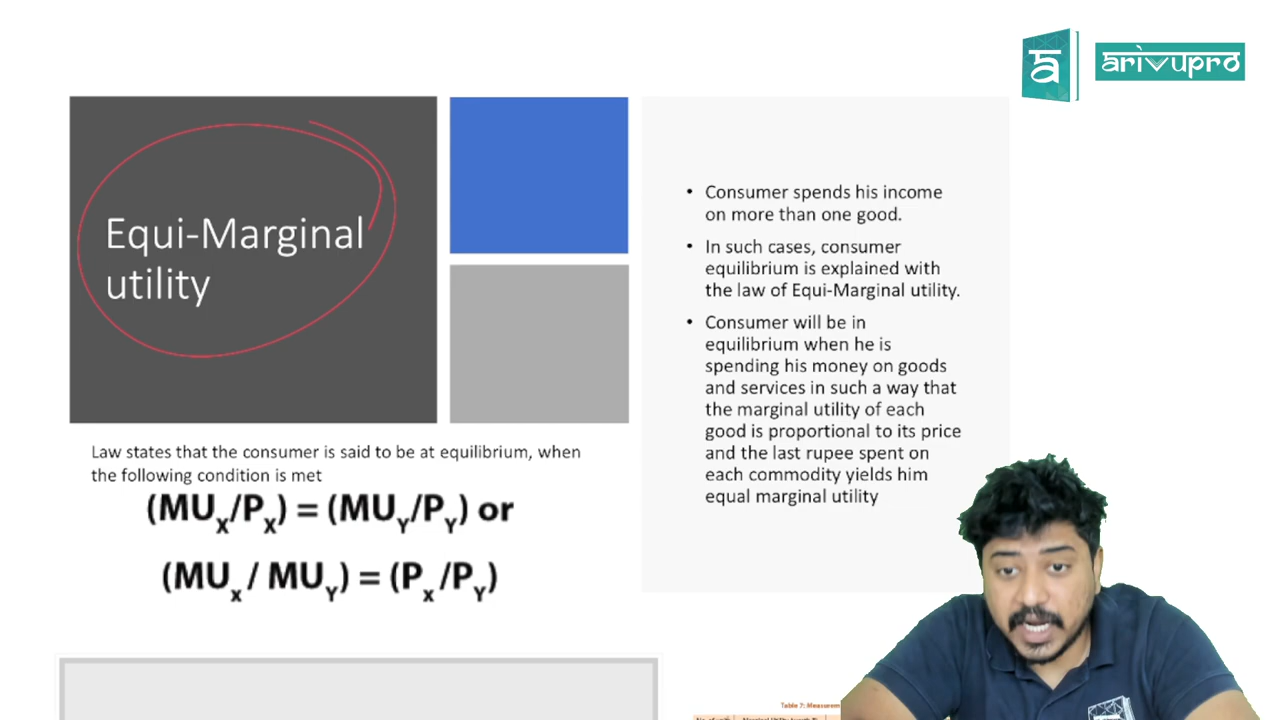 arivupro
Equi-Marginal
utility
• Consumer spends his income
on more than one good.
• In such cases, consumer
equilibrium is explained with
the law of Equi-Marginal utility.
• Consumer will be in
equilibrium when he is
spending his money on goods
and services in such a way that
the marginal utility of each
good is proportional to its price
and the last rupee spent on
each commodity yields him
equal marginal utility
Law states that the consumer is said to be at equilibrium, when
the following condition is met
(MUx/Px) = (MUY/PY) or
(MUx / MUY) = (Px /PY)
Table 7: